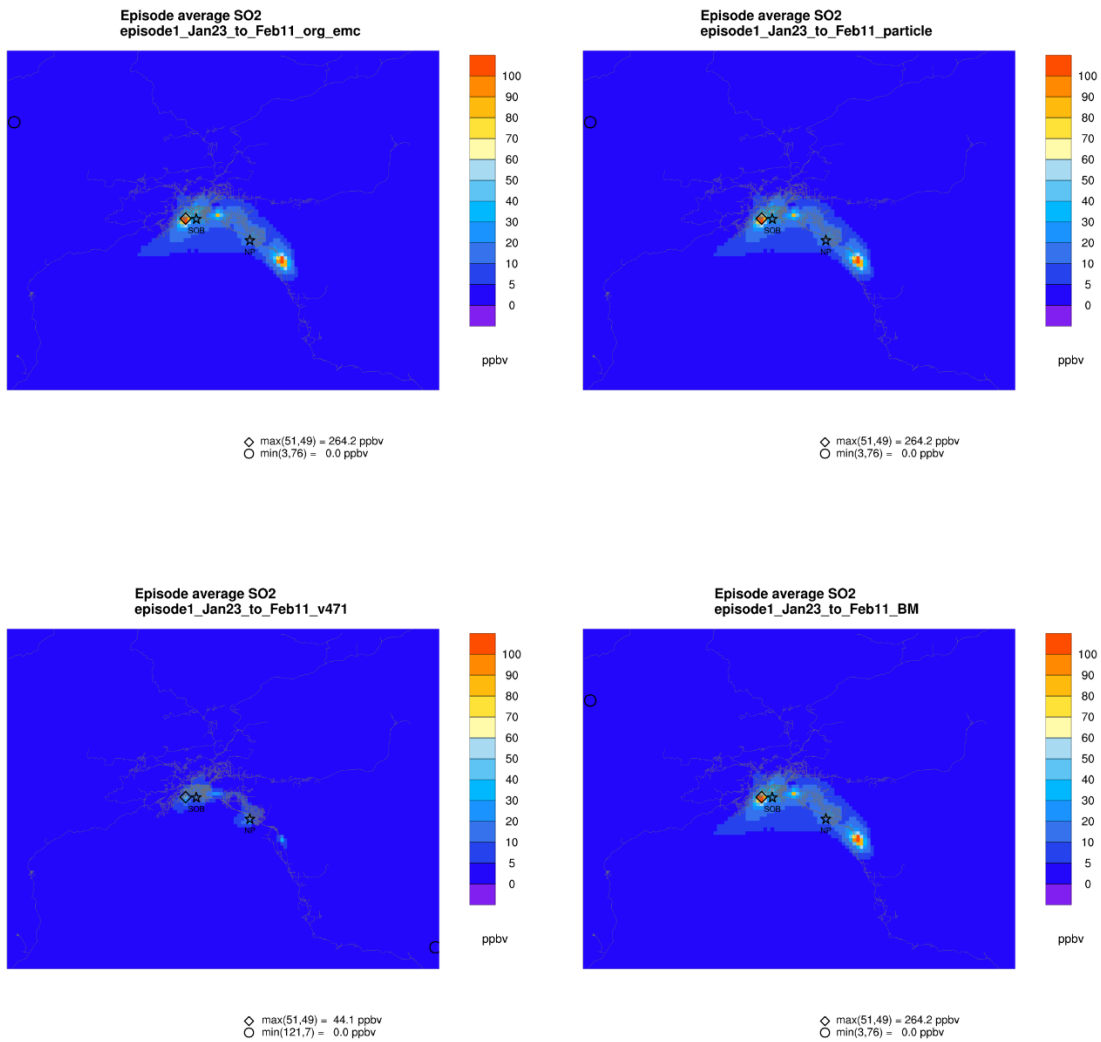 Episode average SO2
episode1_Jan23_to_Feb11_org_emc
100
90
80
70
60
50
40
30
20
10
5
0
ppbv
SOB
NP
max(51,49) = 264.2 ppbv
min(3,76) = 0.0 ppbv
Episode average SO2
episode1_Jan23_to_Feb11_particle
100
90
80
70
60
50
40
30
20
10
5
0
ppbv
SOB
NP
max(51,49) = 264.2 ppbv
min(3,76) = 0.0 ppbv
Episode average SO2
episode1_Jan23_to_Feb11_v471
100
90
80
70
60
50
40
30
20
10
5
0
ppbv
SOB
NP
max(51,49) = 44.1 ppbv
min(121,7) = 0.0 ppbv
Episode average SO2
episode1_Jan23_to_Feb11_BM
100
90
80
70
60
50
40
30
20
10
5
0
ppbv
SOB
NP
max(51,49) = 264.2 ppbv
min(3,76) = 0.0 ppbv